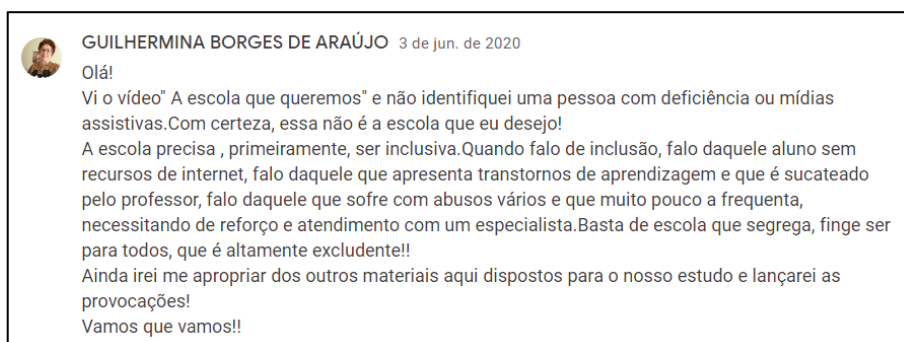 GUILHERMINA BORGES DE ARAÚJO 3 de jun. de 2020
Olá!
Vi o vídeo" A escola que queremos" e não identifiquei uma pessoa com deficiência ou mídias
assistivas.Com certeza, essa não é a escola que eu desejo!
A escola precisa , primeiramente, ser inclusiva.Quando falo de inclusão, falo daquele aluno sem
recursos de internet, falo daquele que apresenta transtornos de aprendizagem e que é sucateado
pelo professor, falo daquele que sofre com abusos vários e que muito pouco a frequenta,
necessitando de reforço e atendimento com um especialista.Basta de escola que segrega, finge ser
para todos, que é altamente excludente!!
Ainda irei me apropriar dos outros materiais aqui dispostos para o nosso estudo e lançarei as
provocações!
Vamos que vamos!!